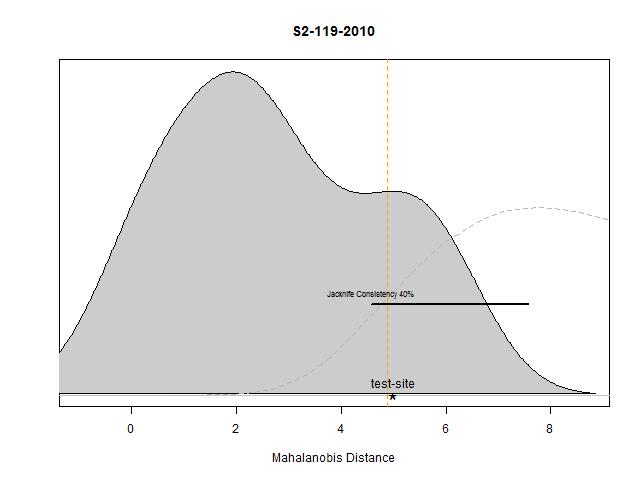 S2-119-2010
Jacknife Consistency 40%
test-site
*
0 2 4 6 8
Mahalanobis Distance